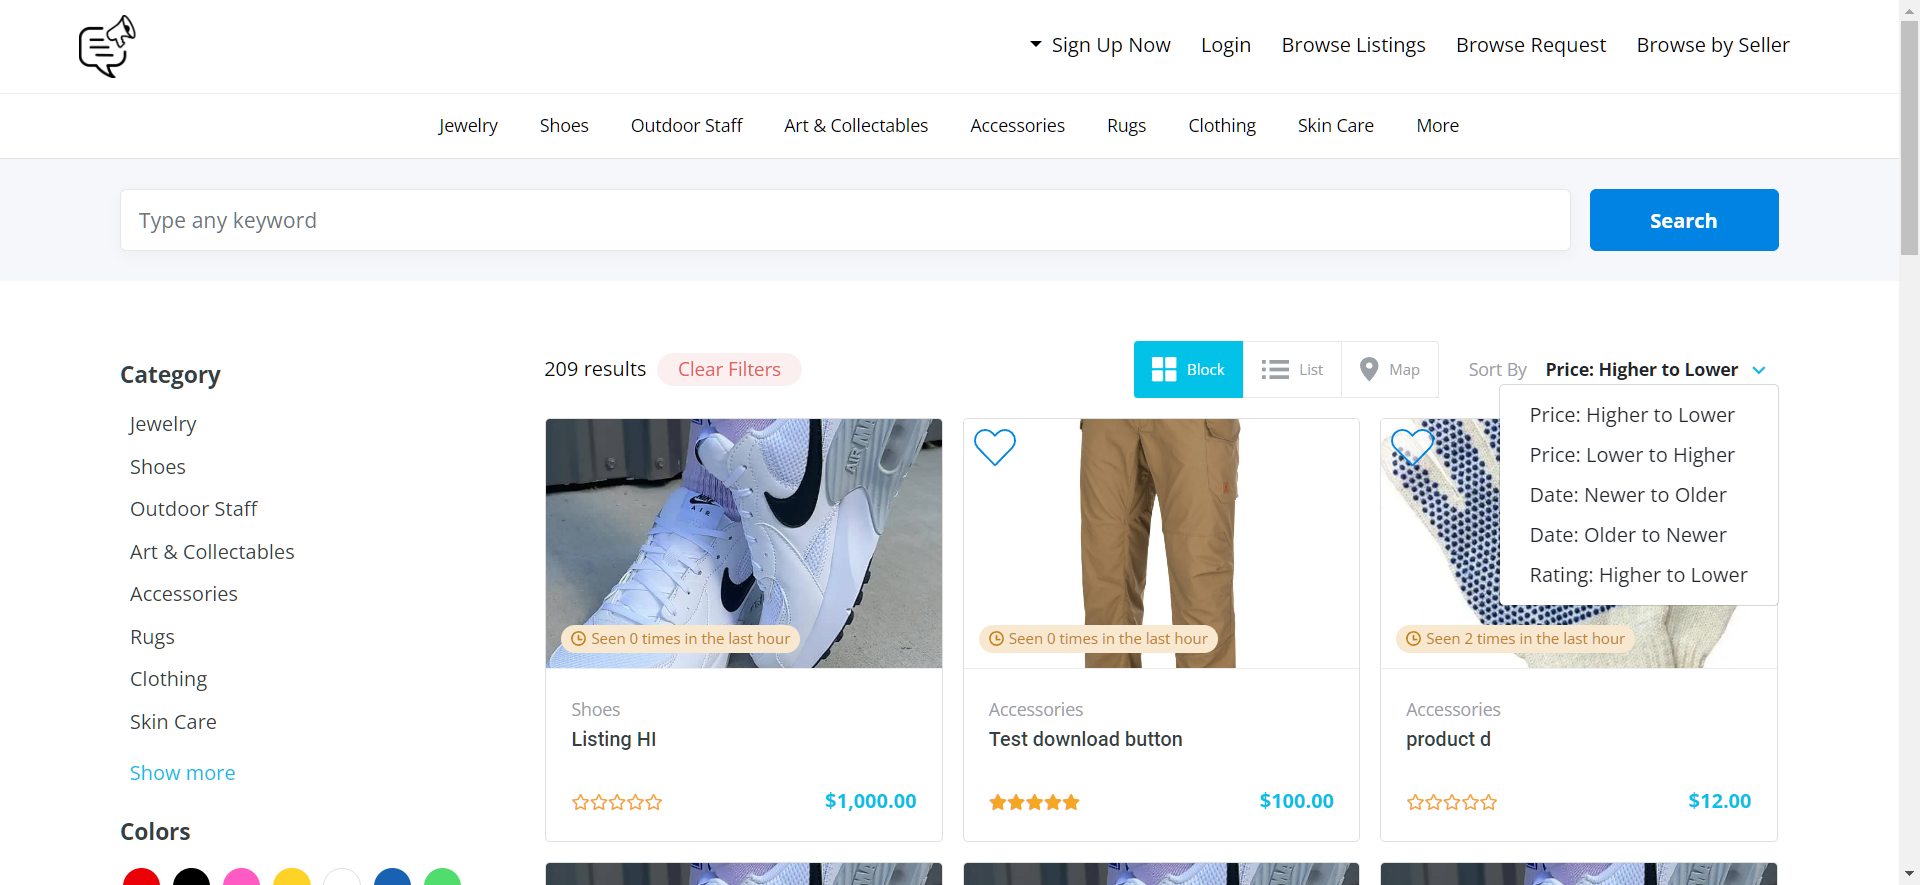 Sign Up Now
Login
Browse Listings
Browse Request
Browse by Seller
Jewelry
Shoes
Outdoor Staff
Art & Collectables
Accessories
Rugs
Clothing
Skin Care
More
Type any keyword
Search
Category
Jewelry
Shoes
Outdoor Staff
Art & Collectables
Accessories
Rugs
Clothing
Skin Care
Show more
Colors
209 results
Clear Filters
Block
List
Map
Sort By
Price: Higher to Lower
Price: Higher to Lower
Price: Lower to Higher
Date: Newer to Older
Date: Older to Newer
Rating: Higher to Lower
AIR MA
NIKE
AIR
Seen 0 times in the last hour
Shoes
Listing HI
$1,000.00
Seen 0 times in the last hour
Accessories
Test download button
$100.00
Seen 2 times in the last hour
Accessories
product d
$12.00